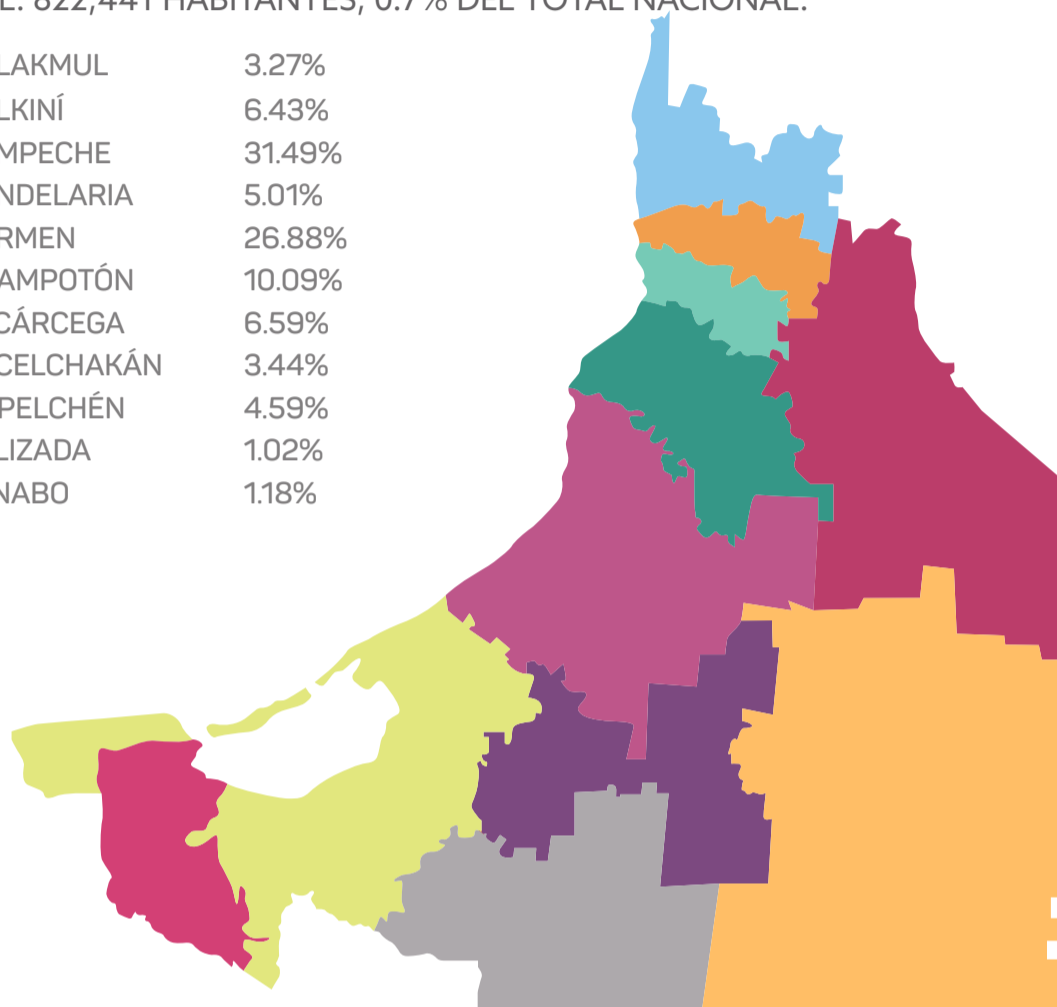 L: 822,441 HABITANTES, 0.7% DEL TOTAL NACIONAL.
LAKMUL 3.27%
LKINÍ 6.43%
MPECHE 31.49%
NDELARIA 5.01%
RMEN 26.88%
AMPOTÓN 10.09%
CÁRCEGA 6.59%
CELCHAKÁN 3.44%
PELCHÉN 4.59%
LIZADA 1.02%
NABO 1.18%